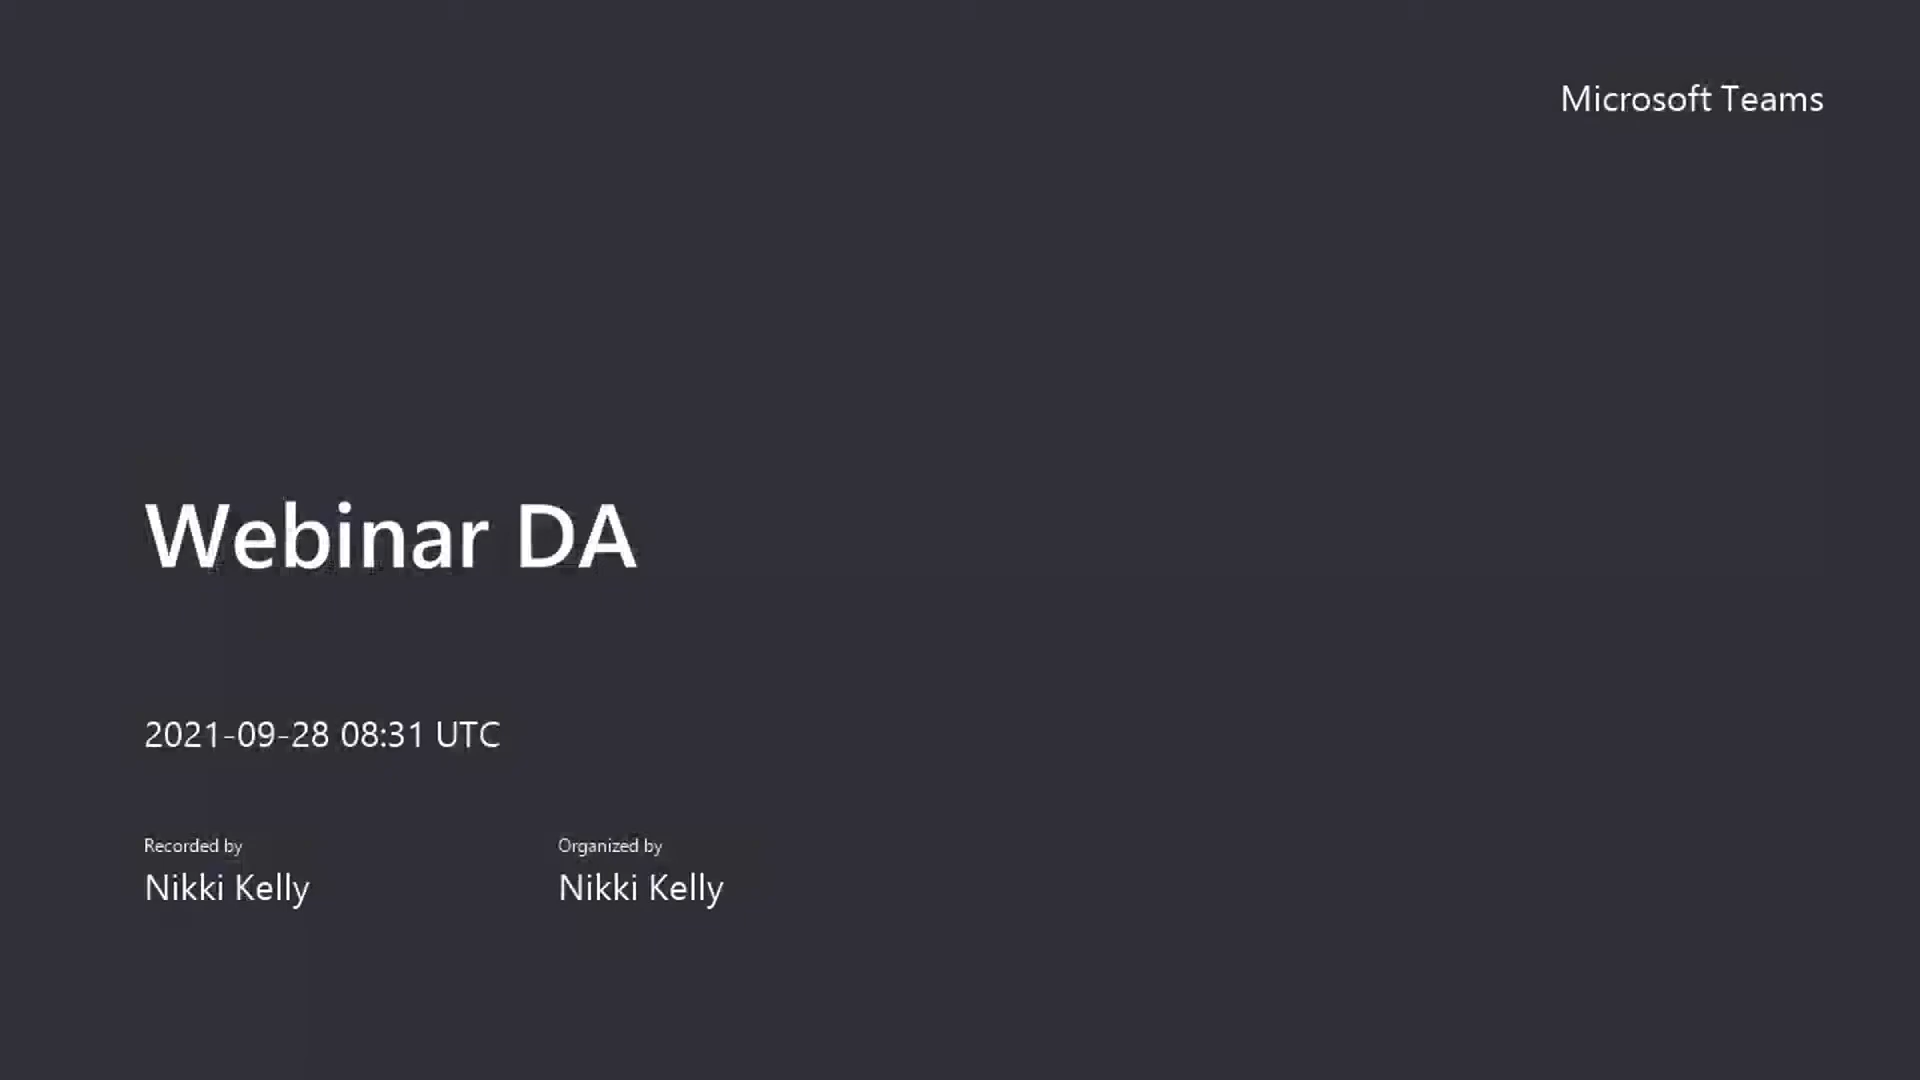 Microsoft Teams
Webinar DA
2021-09-28 08:31 UTC
Recorded by
Nikki Kelly
Organized by
Nikki Kelly